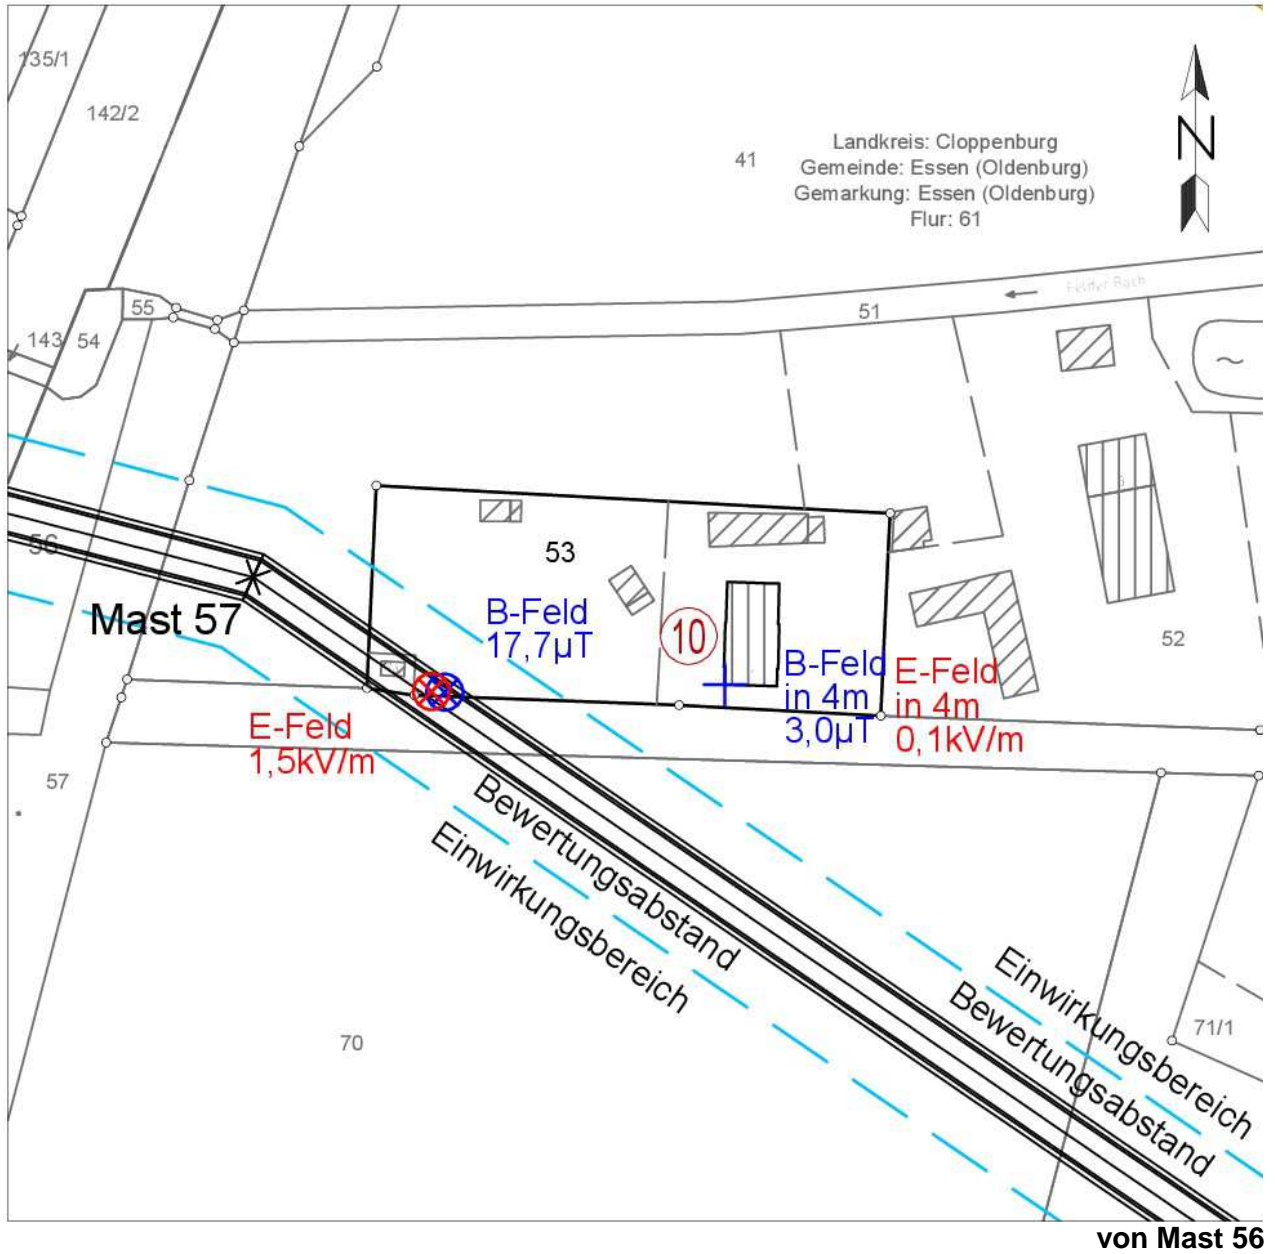 135/1
142/2
41
Landkreis: Cloppenburg
Gemeinde: Essen (Oldenburg)
Gemarkung: Essen (Oldenburg)
Flur: 61
N
55
51
143
54
56
53
Mast 57
B-Feld
17,7µT
10
B-Feld
in 4m
3,0µT
E-Feld
in 4m
0,1kV/m
52
E-Feld
1,5kV/m
57
Bewertungsabstand
Einwirkungsbereich
Einwirkungsbereich
Bewertungsabstand
70
71/1
von Mast 56